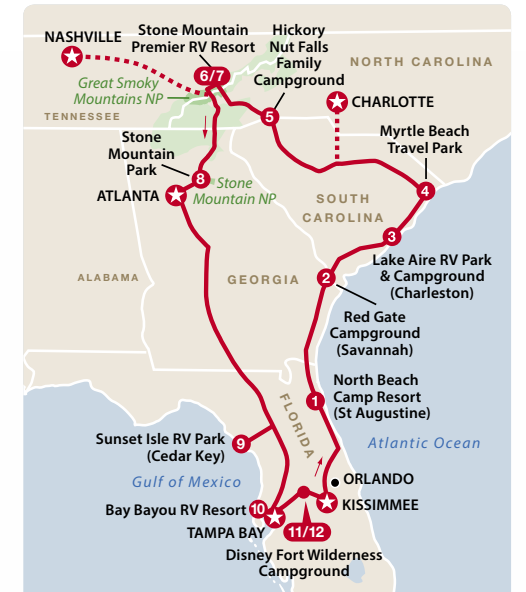 NASHVILLE
Stone Mountain
Premier RV Resort
6/7
Hickory
Nut Falls
Family
Campground
NORTH CAROLINA
Great Smoky
Mountains NP
TENNESSEE
CHARLOTTE
5
Myrtle Beach
Travel Park
Stone
Mountain
Park
8
Stone
Mountain NP
ATLANTA
4
SOUTH
CAROLINA
3
Lake Aire RV Park
& Campground
(Charleston)
ALABAMA
GEORGIA
2
Red Gate
Campground
(Savannah)
North Beach
Camp Resort
(St Augustine)
1
FLORIDA
Sunset Isle RV Park
(Cedar Key)
9
Atlantic Ocean
Gulf of Mexico
ORLANDO
KISSIMMEE
Bay Bayou RV Resort
10
TAMPA BAY
11/12
Disney Fort Wilderness
Campground